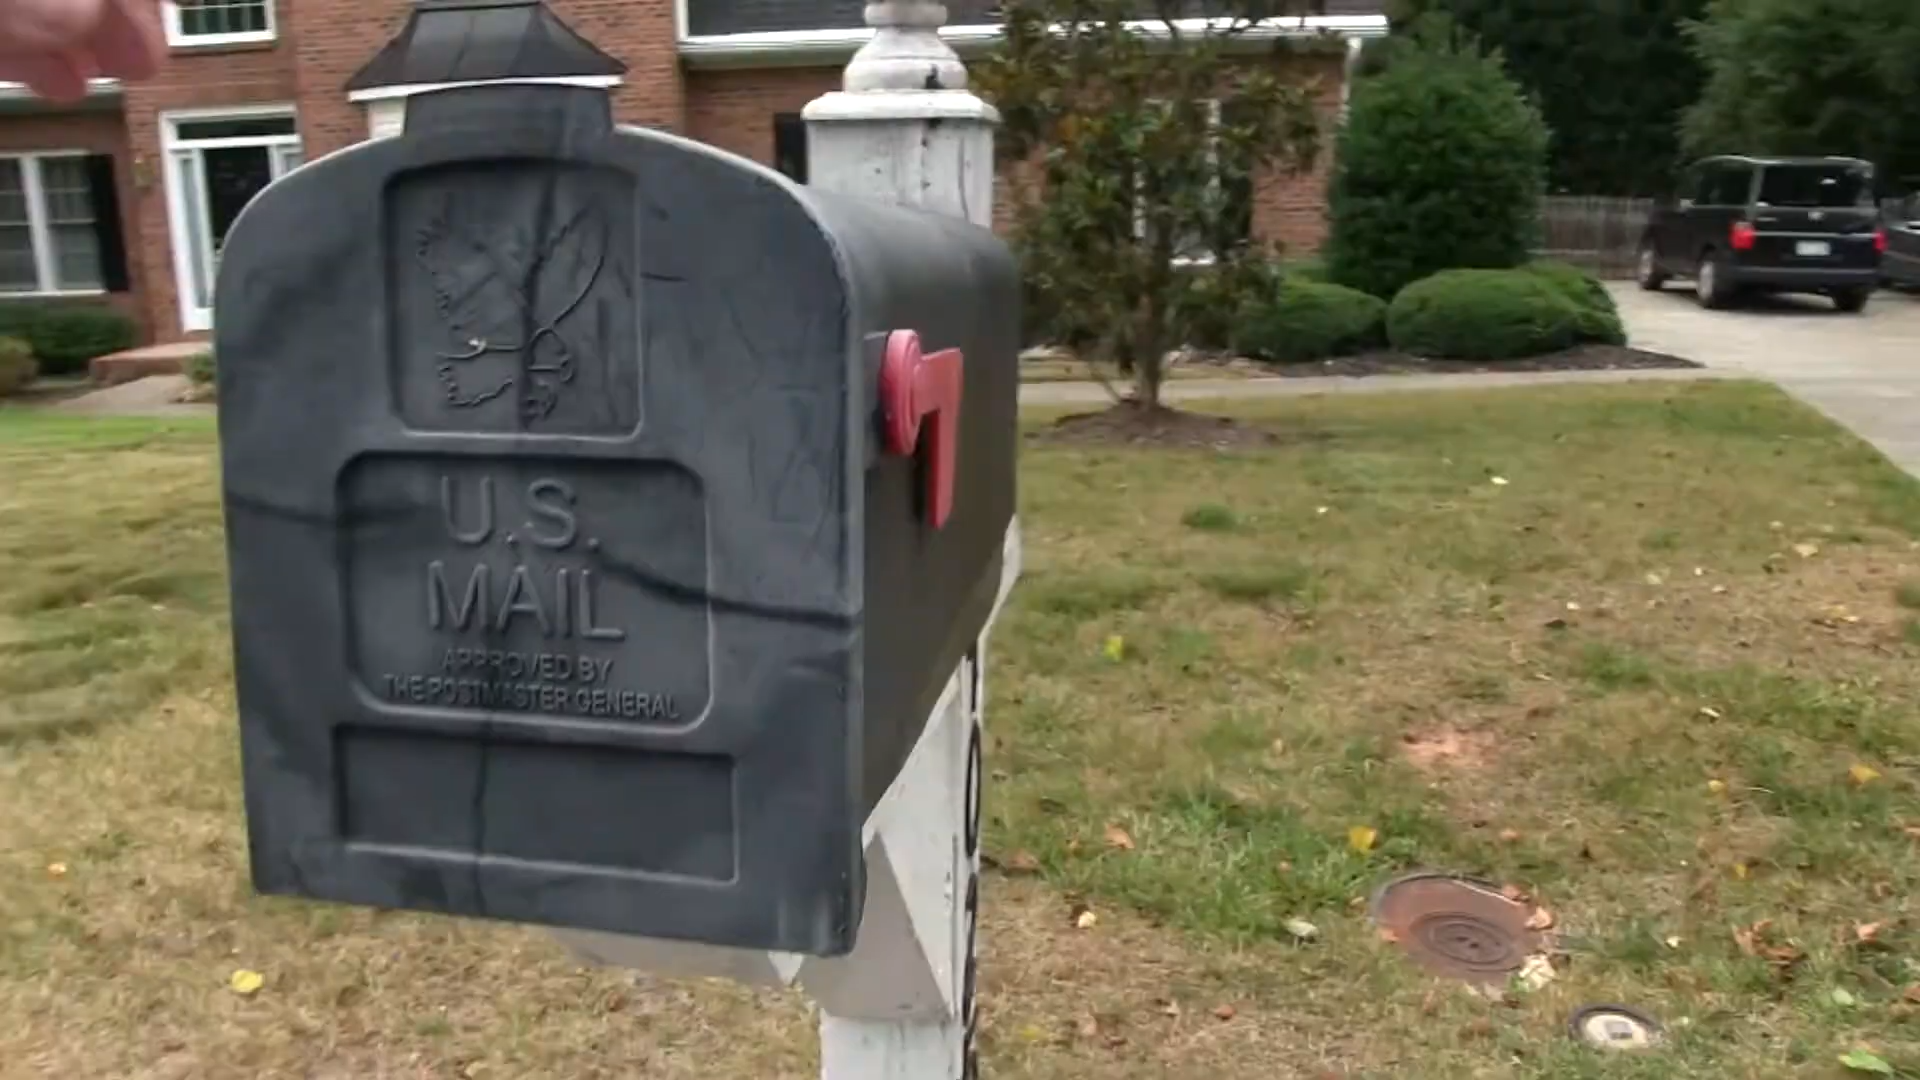 U.S.
MAIL
APPROVED BY
THE POSTMASTER GENERAL